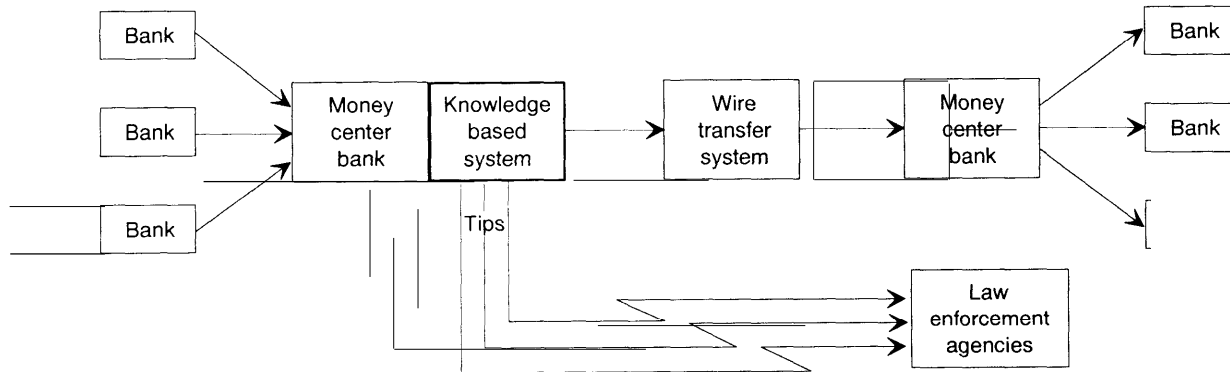 Bank
Bank
Bank
Money
center
bank
Knowledge
based
system
Wire
transfer
system
Money
center
bank
Bank
Bank
Tips
Law
enforcement
agencies